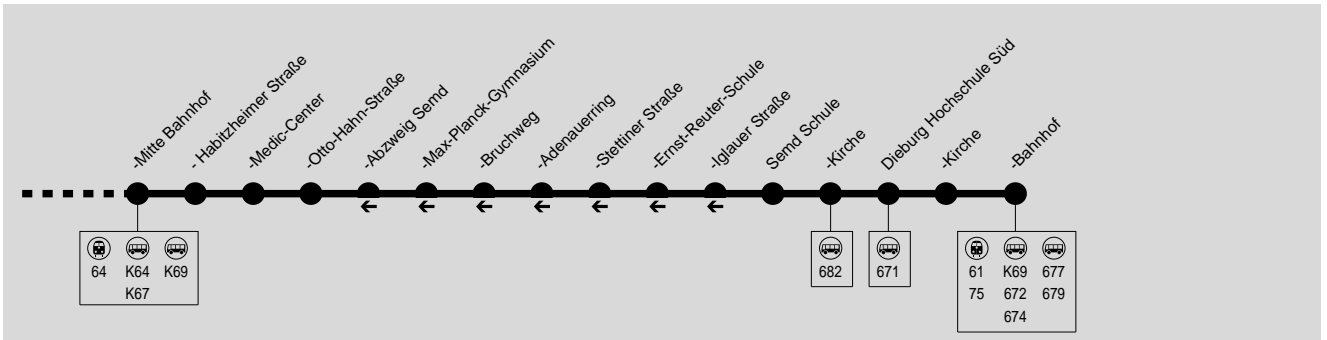 -Mitte Bahnhof
- Habitzheimer Straße
-Medic-Center
-Otto-Hahn-Straße
-Abzweig Semd
-Max-Planck-Gymnasium
-Bruchweg
-Adenauerring
-Stettiner Straße
-Ernst-Reuter-Schule
-Iglauer Straße
Semd Schule
-Kirche
Dieburg Hochschule Süd
-Kirche
-Bahnhof
64 K64 K69
K67
682
671
61 K69 677
75 672 679
674